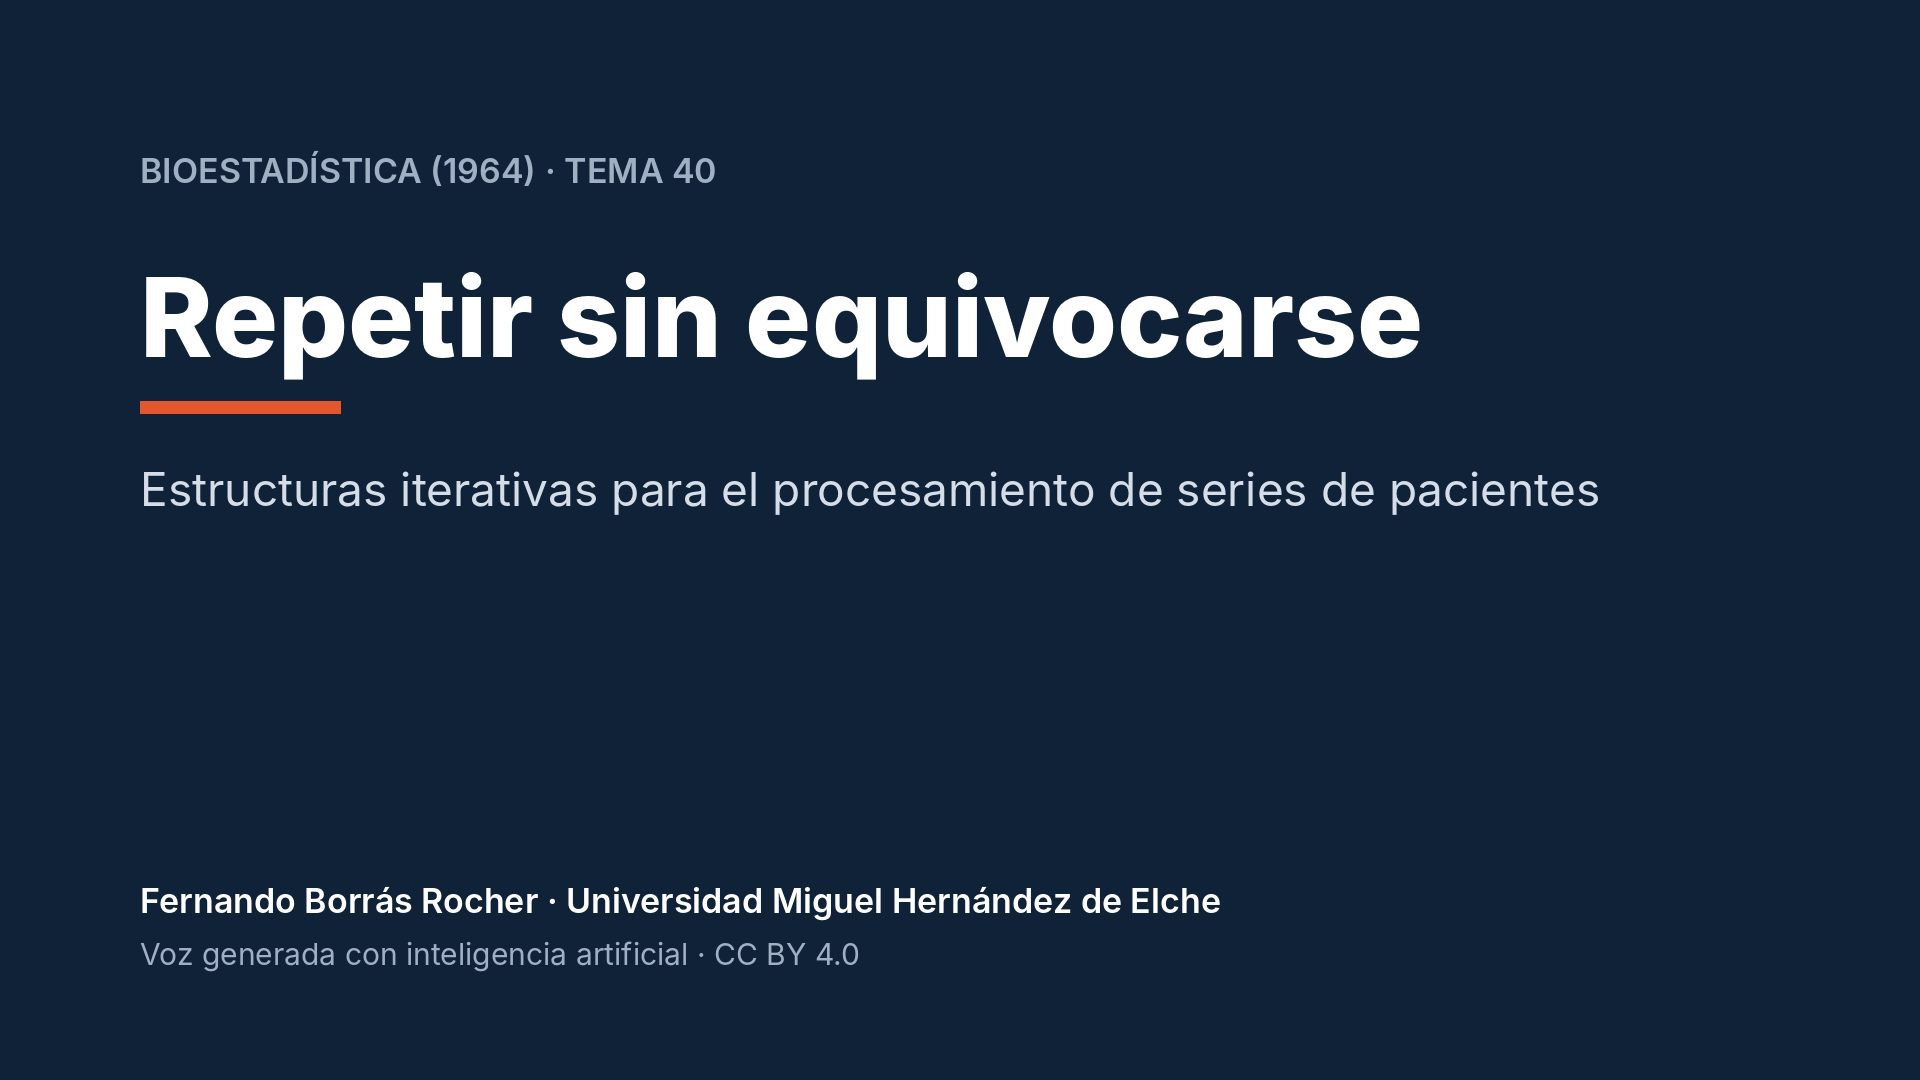 BIOESTADÍSTICA (1964) · TEMA 40
Repetir sin equivocarse
Estructuras iterativas para el procesamiento de series de pacientes
Fernando Borrás Rocher · Universidad Miguel Hernández de Elche
Voz generada con inteligencia artificial · CC BY 4.0